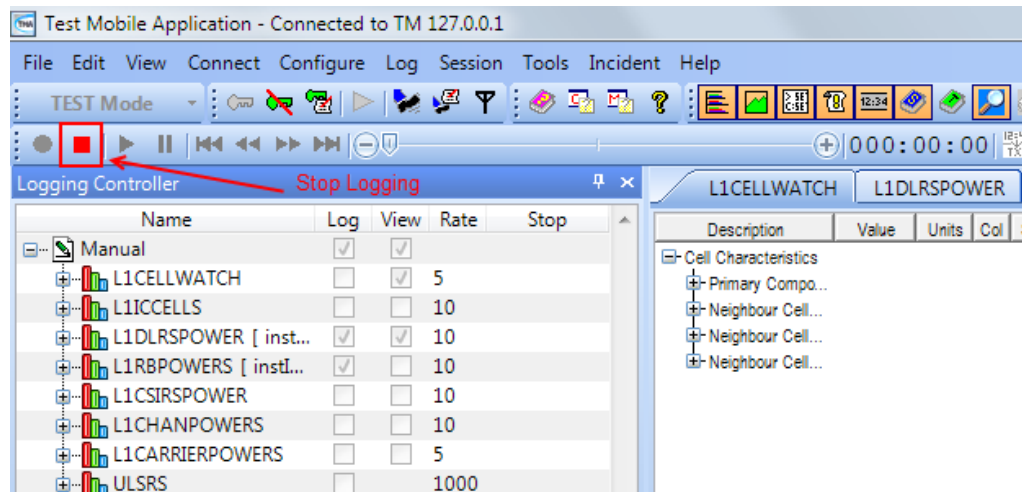 Test Mobile Application - Connected to TM 127.0.0.1
File Edit View Connect Configure Log Session Tools Incident Help
TEST Mode
12:34
000:00:00
Logging Controller
Stop Logging
L1CELLWATCH
L1DLRSPOWER
Name Log View Rate Stop
Description Value Units Col
Manual
Cell Characteristics
L1CELLWATCH 5
Primary Compo...
L1ICCELLS 10
Neighbour Cell...
L1DLRSPOWER [ inst... 10
Neighbour Cell...
L1RBPOWERS [ instI... 10
Neighbour Cell...
L1CSIRSPOWER 10
L1CHANPOWERS 10
L1CARRIERPOWERS 5
ULSRS 1000